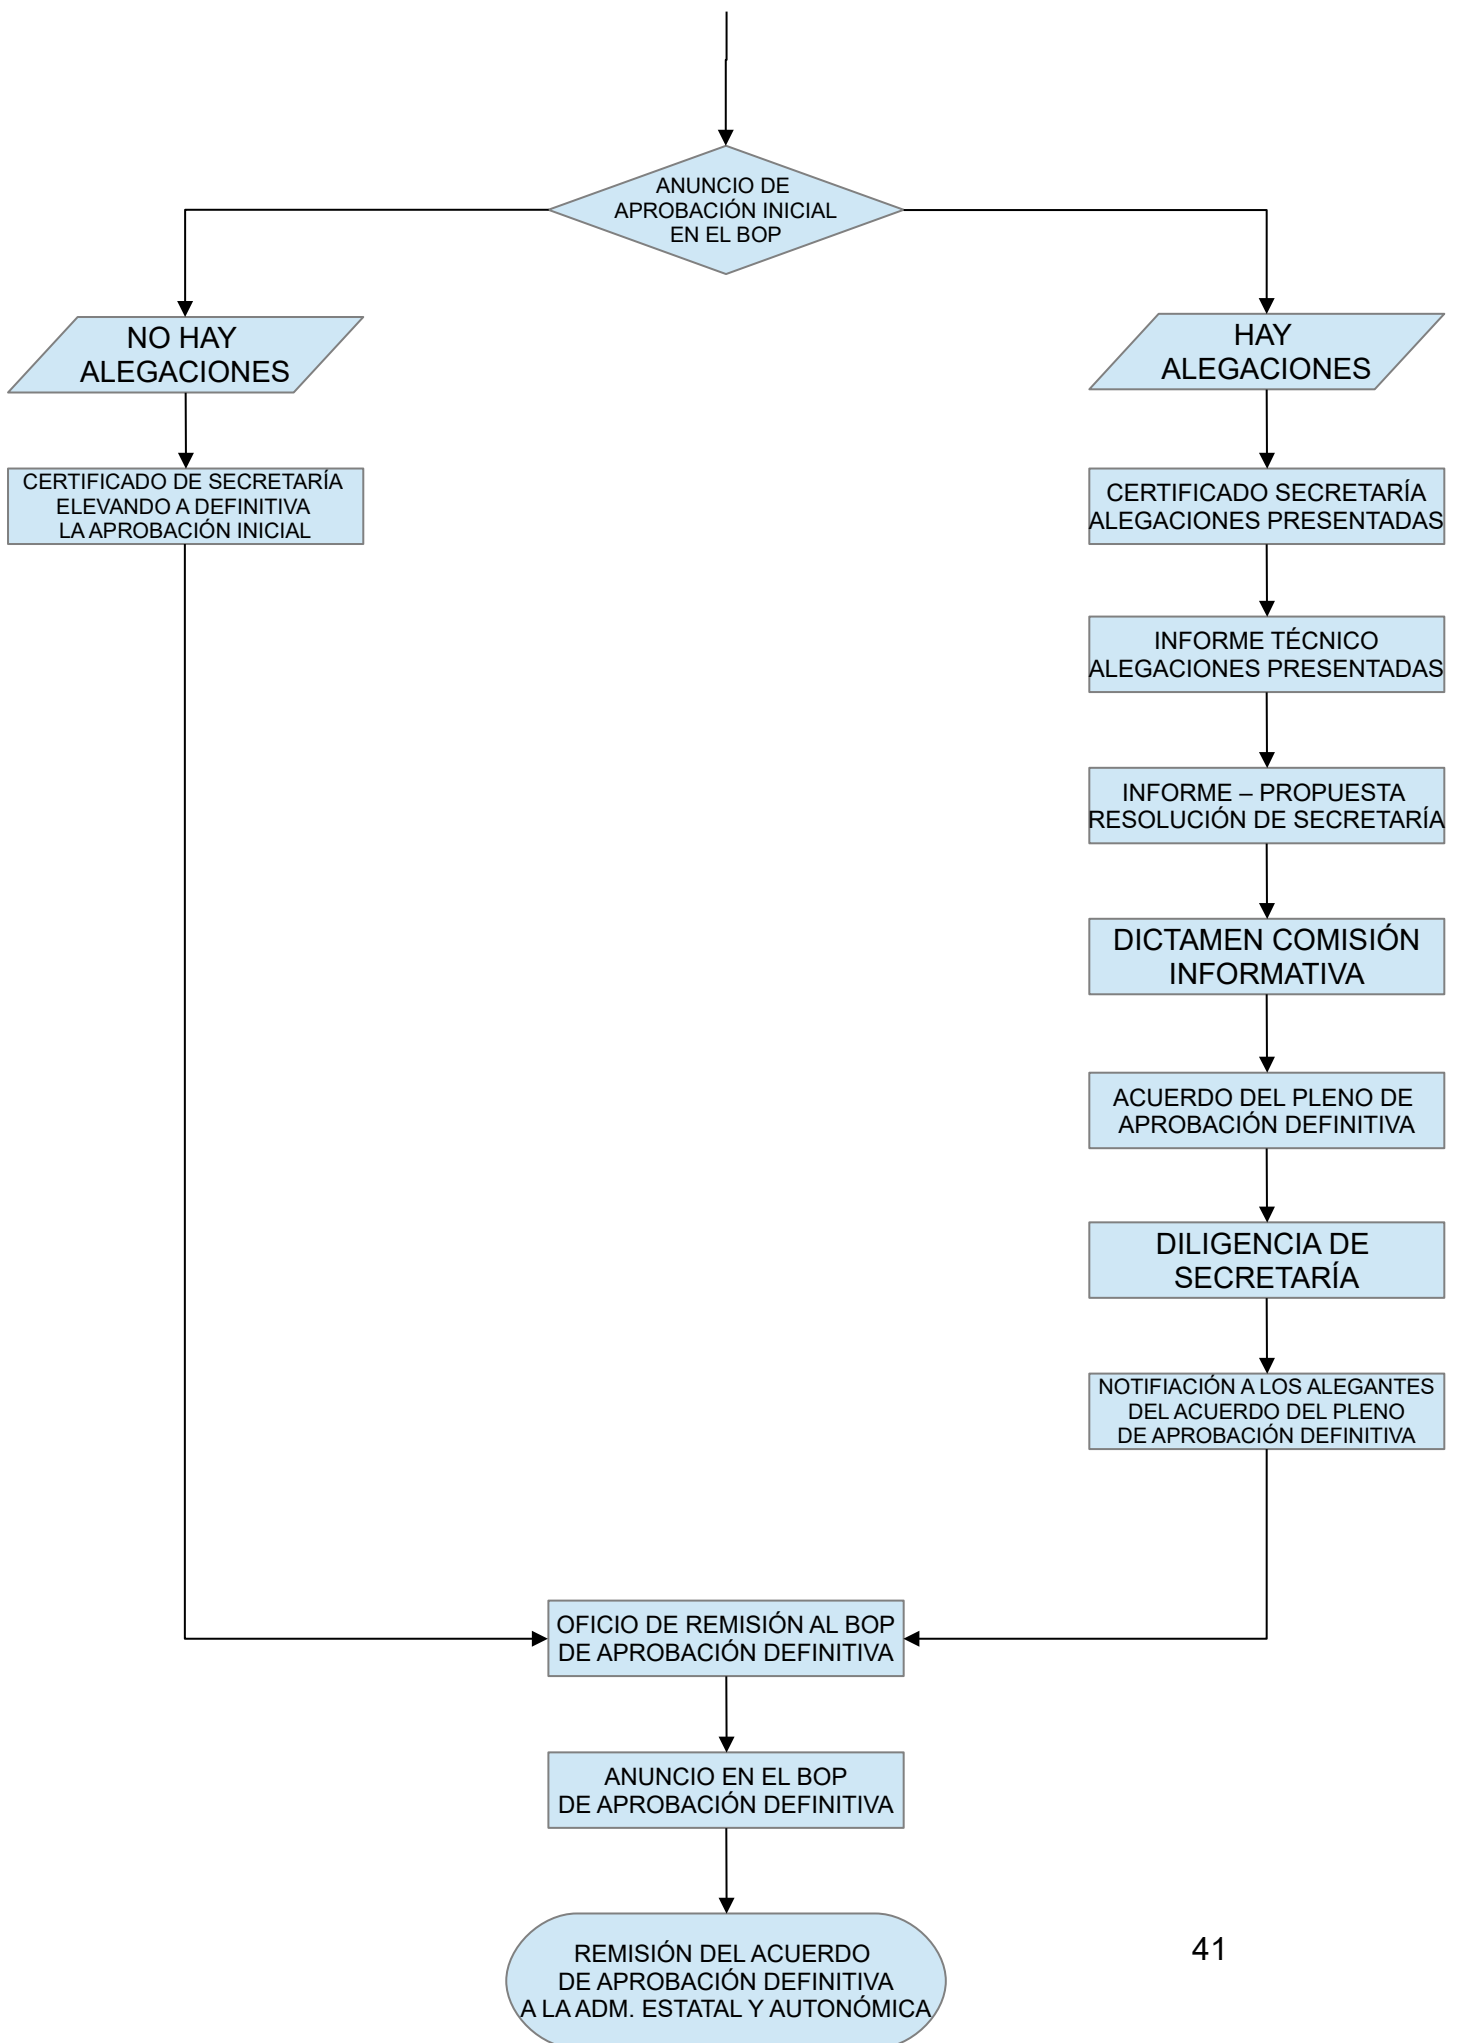 ANUNCIO DE
APROBACIÓN INICIAL
EN EL BOP
NO HAY
ALEGACIONES
HAY
ALEGACIONES
CERTIFICADO DE SECRETARÍA
ELEVANDO A DEFINITIVA
LA APROBACIÓN INICIAL
CERTIFICADO SECRETARÍA
ALEGACIONES PRESENTADAS
INFORME TÉCNICO
ALEGACIONES PRESENTADAS
INFORME – PROPUESTA
RESOLUCIÓN DE SECRETARÍA
DICTAMEN COMISIÓN
INFORMATIVA
ACUERDO DEL PLENO DE
APROBACIÓN DEFINITIVA
DILIGENCIA DE
SECRETARÍA
NOTIFIACIÓN A LOS ALEGANTES
DEL ACUERDO DEL PLENO
DE APROBACIÓN DEFINITIVA
OFICIO DE REMISIÓN AL BOP
DE APROBACIÓN DEFINITIVA
ANUNCIO EN EL BOP
DE APROBACIÓN DEFINITIVA
REMISIÓN DEL ACUERDO
DE APROBACIÓN DEFINITIVA
A LA ADM. ESTATAL Y AUTONÓMICA
41